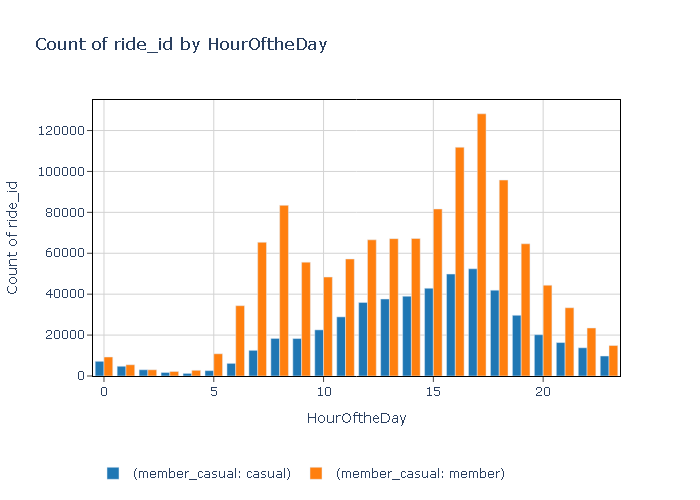 Count of ride_id by HourOftheDay
Count of ride_id
120000
100000
80000
60000
40000
20000
0
0 5 10 15 20
HourOftheDay
(member_casual: casual) (member_casual: member)